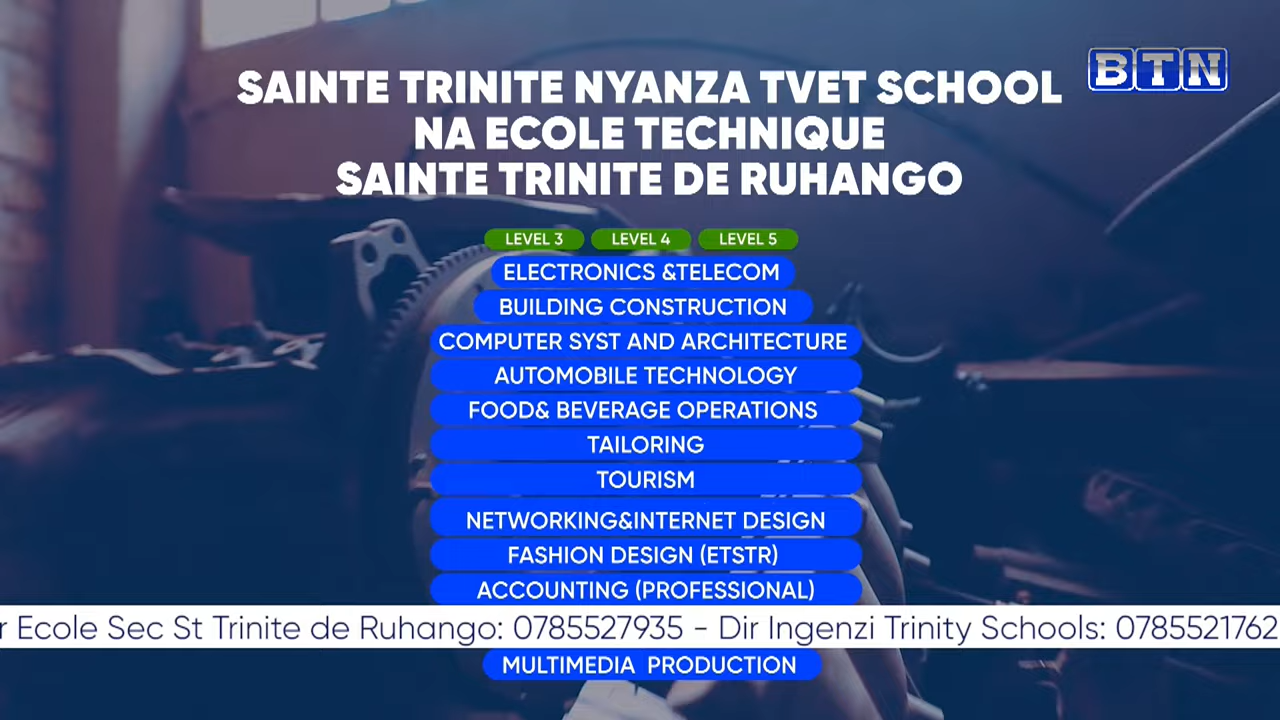 BTN
SAINTE TRINITE NYANZA TVET SCHOOL
NA ECOLE TECHNIQUE
SAINTE TRINITE DE RUHANGO
LEVEL 3 LEVEL 4 LEVEL 5
ELECTRONICS &TELECOM
BUILDING CONSTRUCTION
COMPUTER SYST AND ARCHITECTURE
AUTOMOBILE TECHNOLOGY
FOOD& BEVERAGE OPERATIONS
TAILORING
TOURISM
NETWORKING&INTERNET DESIGN
FASHION DESIGN (ETSTR)
ACCOUNTING (PROFESSIONAL)
r Ecole Sec St Trinite de Ruhango: 0785527935 - Dir Ingenzi Trinity Schools: 0785521762
MULTIMEDIA PRODUCTION